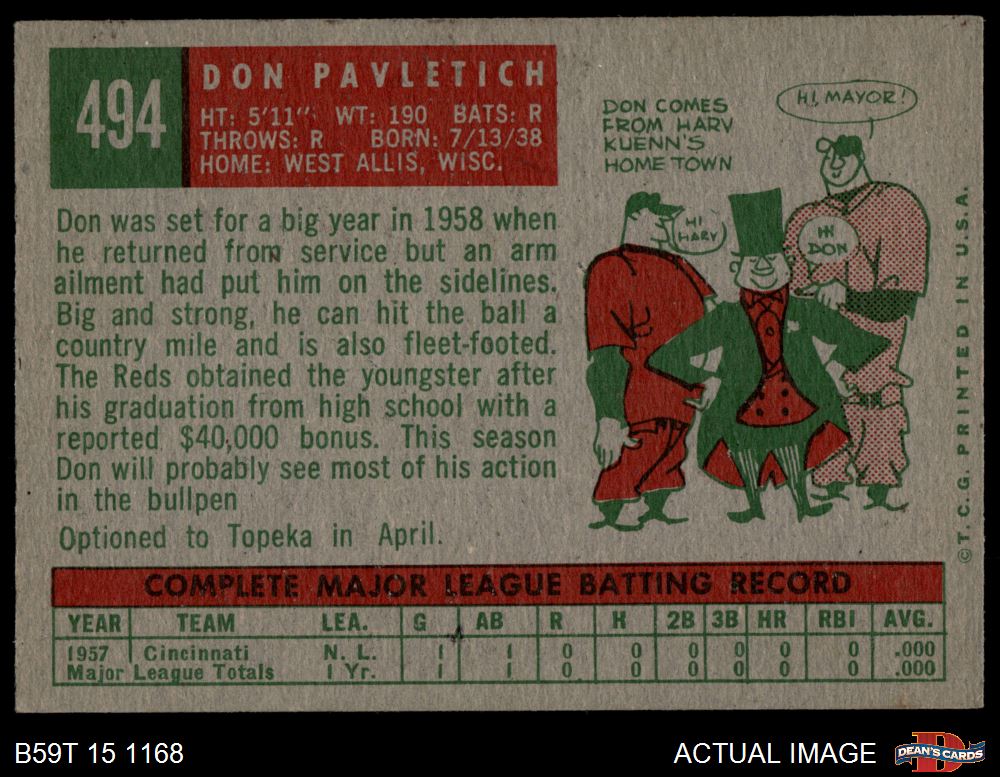 494
DON PAVLETICH
HT: 5'11" WT: 190 BATS: R
THROWS: R BORN: 7/13/38
HOME: WEST ALLIS, WISC.
DON COMES
FROM HARV
KUENN'S
HOME TOWN
HI, MAYOR!
HI
HARV
HI
DON
Don was set for a big year in 1958 when
he returned from service but an arm
ailment had put him on the sidelines.
Big and strong, he can hit the ball a
country mile and is also fleet-footed.
The Reds obtained the youngster after
his graduation from high school with a
reported $40,000 bonus. This season
Don will probably see most of his action
in the bullpen
Optioned to Topeka in April.
©T.C.G. PRINTED IN U.S.A.
COMPLETE MAJOR LEAGUE BATTING RECORD
YEAR TEAM LEA. G AB R H 2B 3B HR RBI AVG.
1957 Cincinnati N. L. 1 1 0 0 0 0 0 0 .000
Major League Totals 1 Yr. 1 1 0 0 0 0 0 0 .000
B59T 15 1168
ACTUAL IMAGE
DEAN'S CARDS